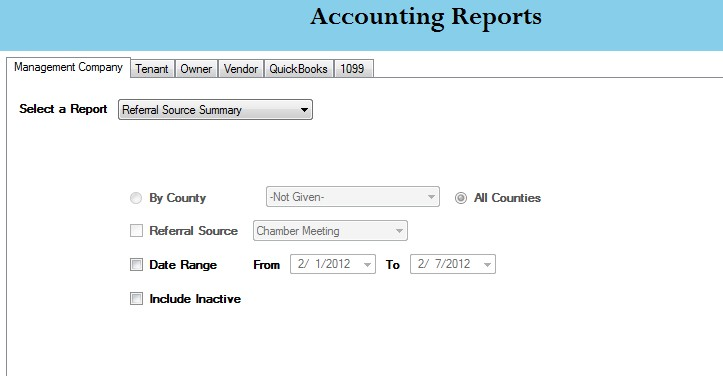 Accounting Reports
Management Company Tenant Owner Vendor QuickBooks 1099
Select a Report Referral Source Summary
By County -Not Given- All Counties
Referral Source Chamber Meeting
Date Range From 2/ 1/2012 To 2/ 7/2012
Include Inactive